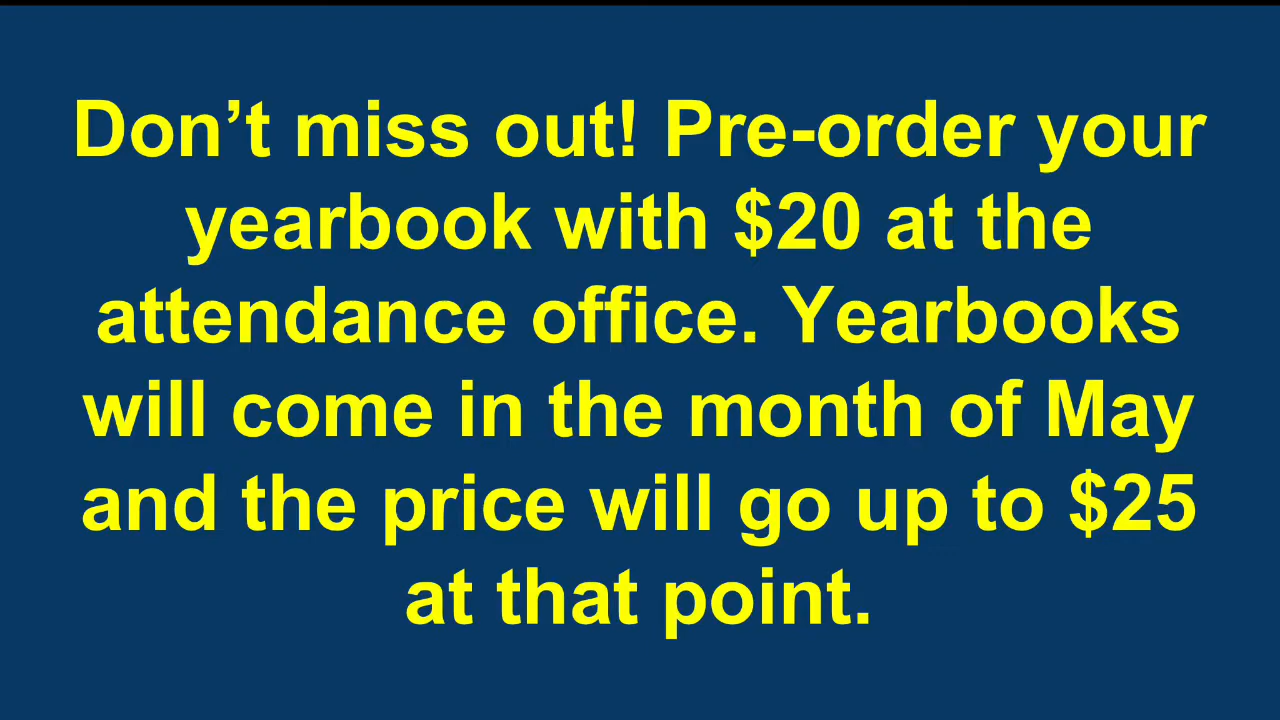 Don’t miss out! Pre-order your
yearbook with $20 at the
attendance office. Yearbooks
will come in the month of May
and the price will go up to $25
at that point.